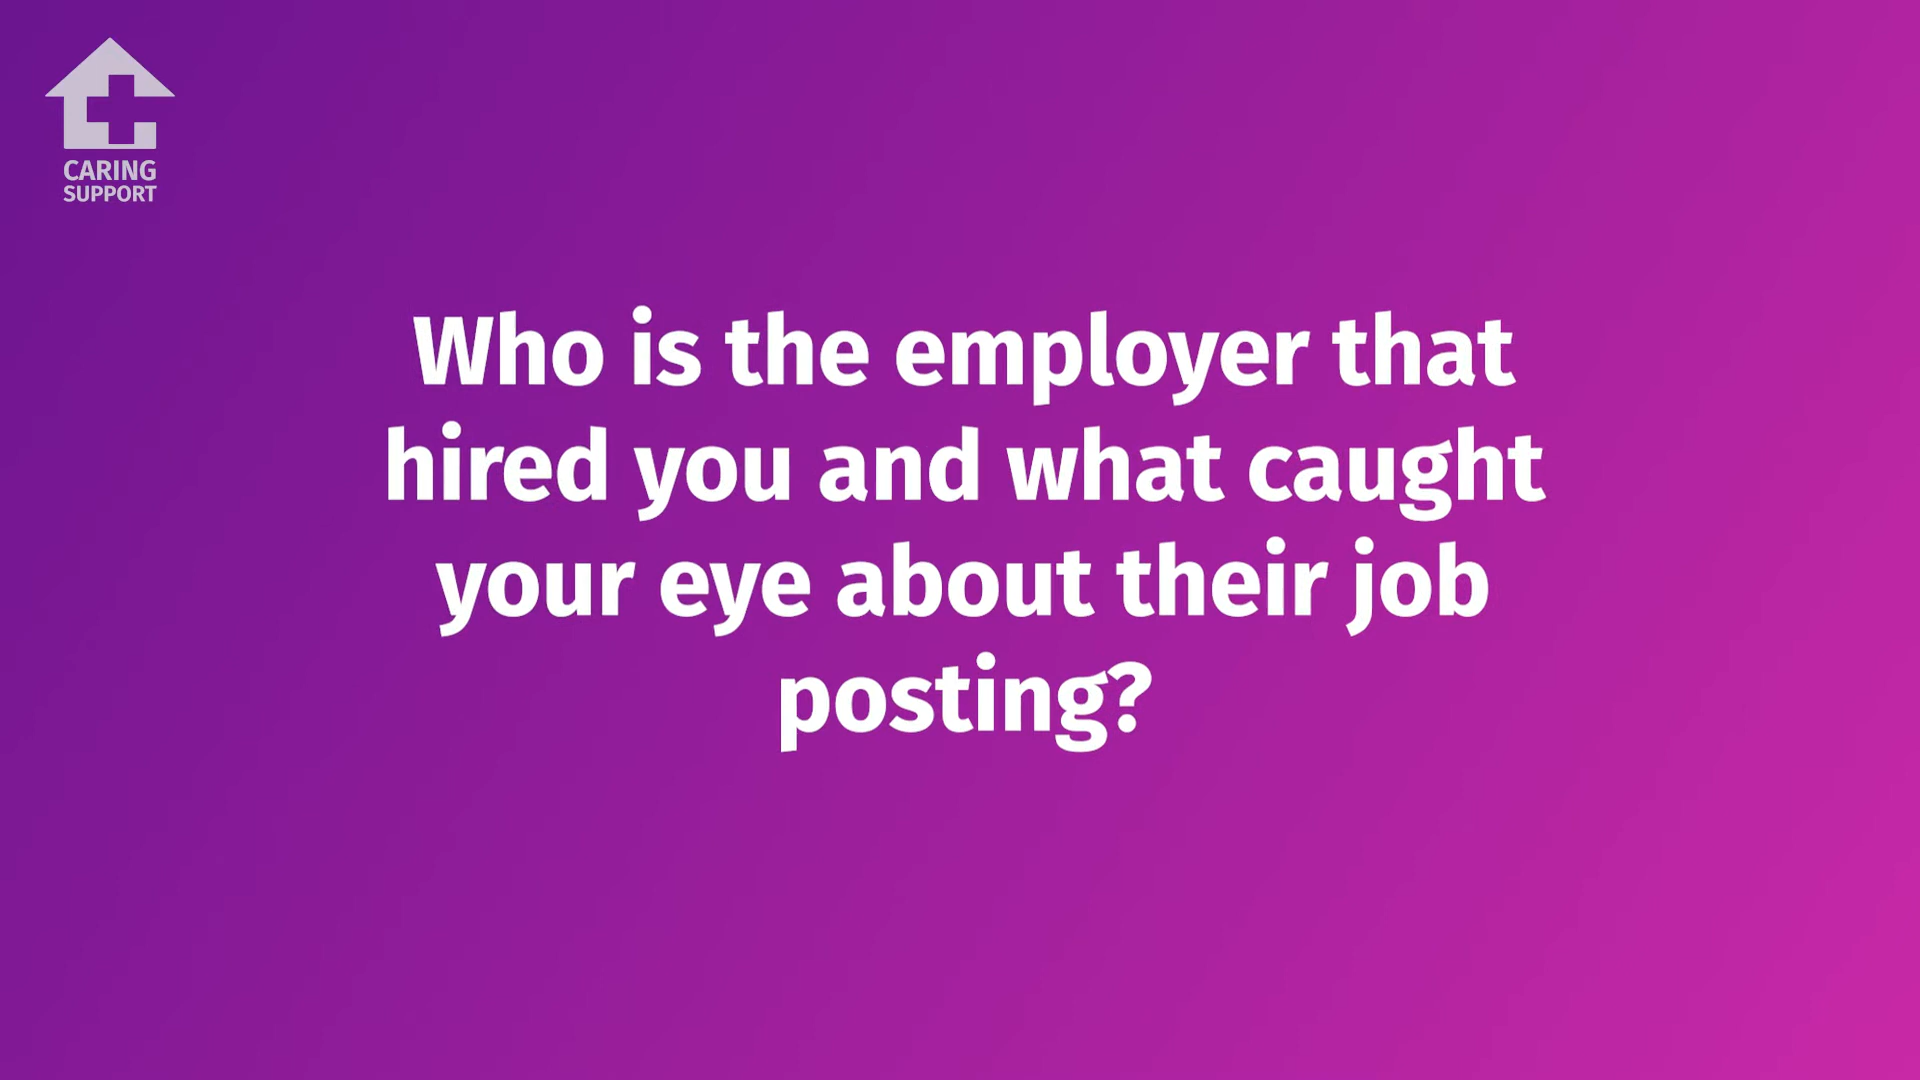 CARING
SUPPORT
Who is the employer that
hired you and what caught
your eye about their job
posting?